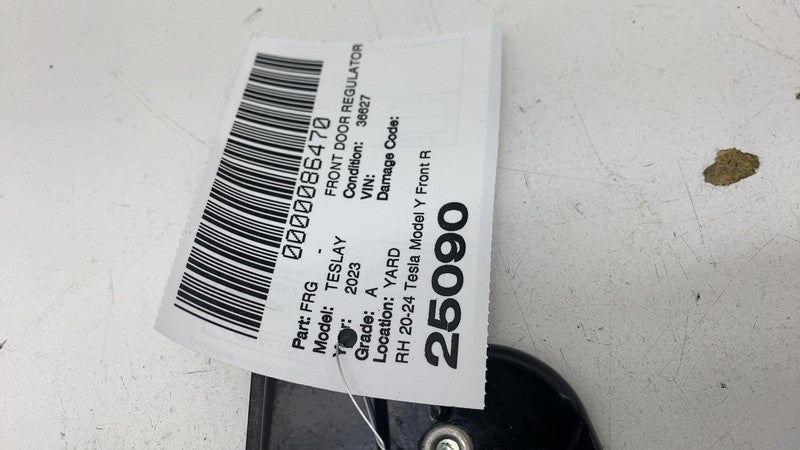 0000086470
Part: FRG - FRONT DOOR REGULATOR
Model: TESLAY Condition: 36627
Year: 2023 VIN:
Grade: A Damage Code:
Location: YARD
RH 20-24 Tesla Model Y Front R
25090